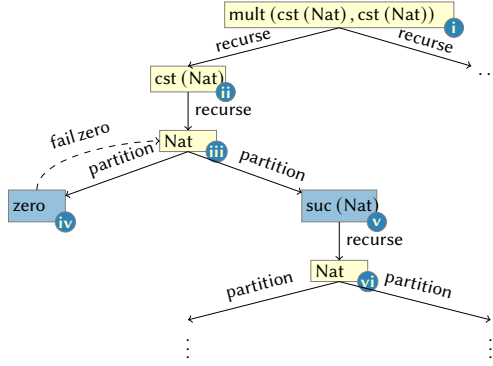 mult (cst (Nat) , cst (Nat))
i
recurse
recurse
...
cst (Nat)
ii
recurse
fail zero
Nat
iii
partition
partition
zero
iv
suc (Nat)
v
recurse
Nat
vi
partition
partition
⋮
⋮